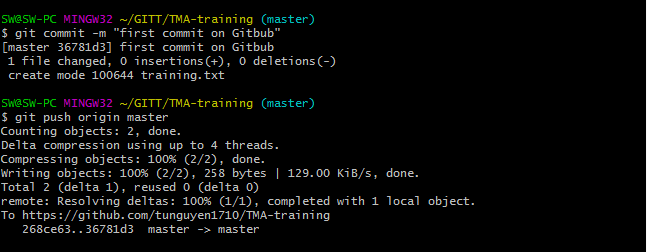 SW@SW-PC MINGW32 ~/GITT/TMA-training (master)
$ git commit -m "first commit on Gitbub"
[master 36781d3] first commit on Gitbub
 1 file changed, 0 insertions(+), 0 deletions(-)
 create mode 100644 training.txt

SW@SW-PC MINGW32 ~/GITT/TMA-training (master)
$ git push origin master
Counting objects: 2, done.
Delta compression using up to 4 threads.
Compressing objects: 100% (2/2), done.
Writing objects: 100% (2/2), 258 bytes | 129.00 KiB/s, done.
Total 2 (delta 1), reused 0 (delta 0)
remote: Resolving deltas: 100% (1/1), completed with 1 local object.
To https://github.com/tunguyen1710/TMA-training
   268ce63..36781d3  master -> master